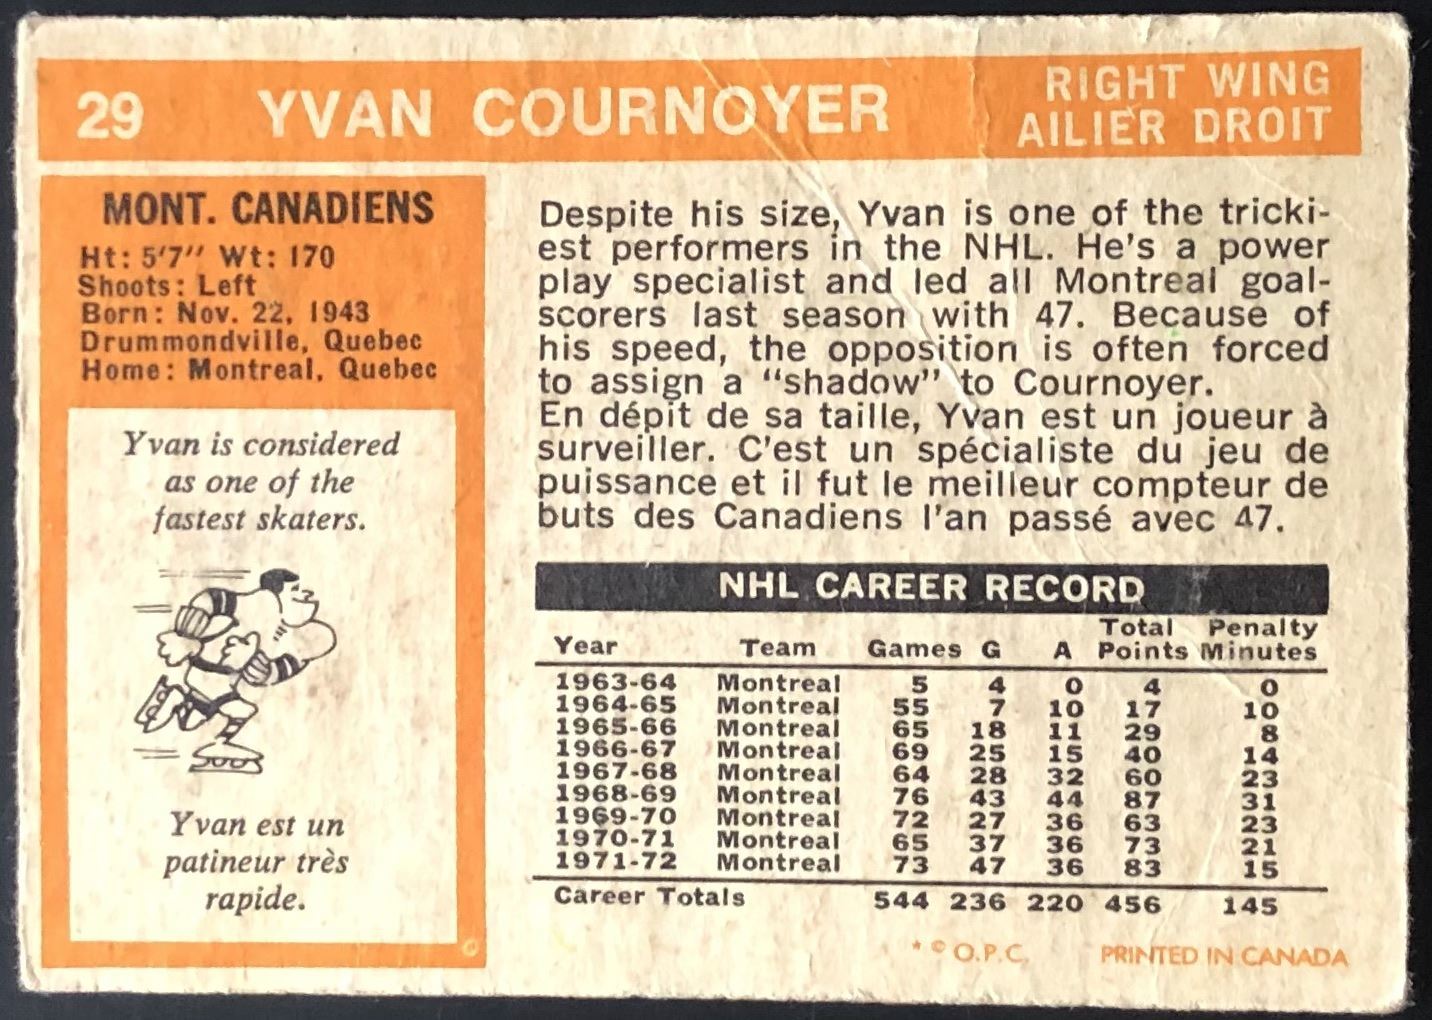 29 YVAN COURNOYER RIGHT WING
AILIER DROIT
MONT. CANADIENS
Ht: 5'7" Wt: 170
Shoots: Left
Born: Nov. 22, 1943
Drummondville, Quebec
Home: Montreal, Quebec
Yvan is considered
as one of the
fastest skaters.
Yvan est un
patineur très
rapide.
Despite his size, Yvan is one of the tricki-
est performers in the NHL. He's a power
play specialist and led all Montreal goal-
scorers last season with 47. Because of
his speed, the opposition is often forced
to assign a "shadow" to Cournoyer.
En dépit de sa taille, Yvan est un joueur à
surveiller. C'est un spécialiste du jeu de
puissance et il fut le meilleur compteur de
buts des Canadiens l'an passé avec 47.
NHL CAREER RECORD
Year Team Games G A Total Points Penalty Minutes
1963-64 Montreal 5 4 0 4 0
1964-65 Montreal 55 7 10 17 10
1965-66 Montreal 65 18 11 29 8
1966-67 Montreal 69 25 15 40 14
1967-68 Montreal 64 28 32 60 23
1968-69 Montreal 76 43 44 87 31
1969-70 Montreal 72 27 36 63 23
1970-71 Montreal 65 37 36 73 21
1971-72 Montreal 73 47 36 83 15
Career Totals 544 236 220 456 145
* © O.P.C. PRINTED IN CANADA